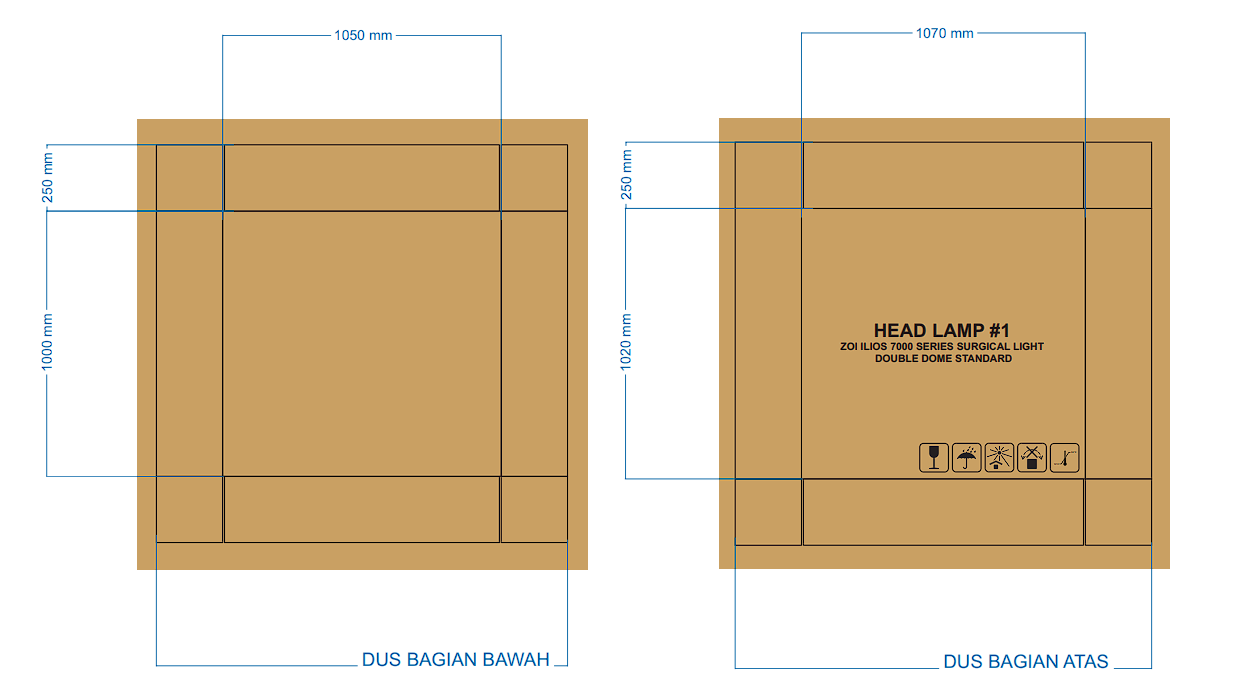 1050 mm
1070 mm
250 mm
250 mm
1000 mm
1020 mm
HEAD LAMP #1
ZOI ILIOS 7000 SERIES SURGICAL LIGHT
DOUBLE DOME STANDARD
DUS BAGIAN BAWAH
DUS BAGIAN ATAS